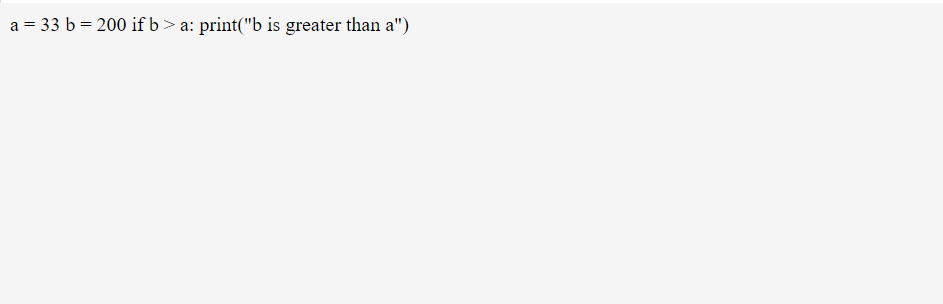 a = 33 b = 200 if b > a: print("b is greater than a")